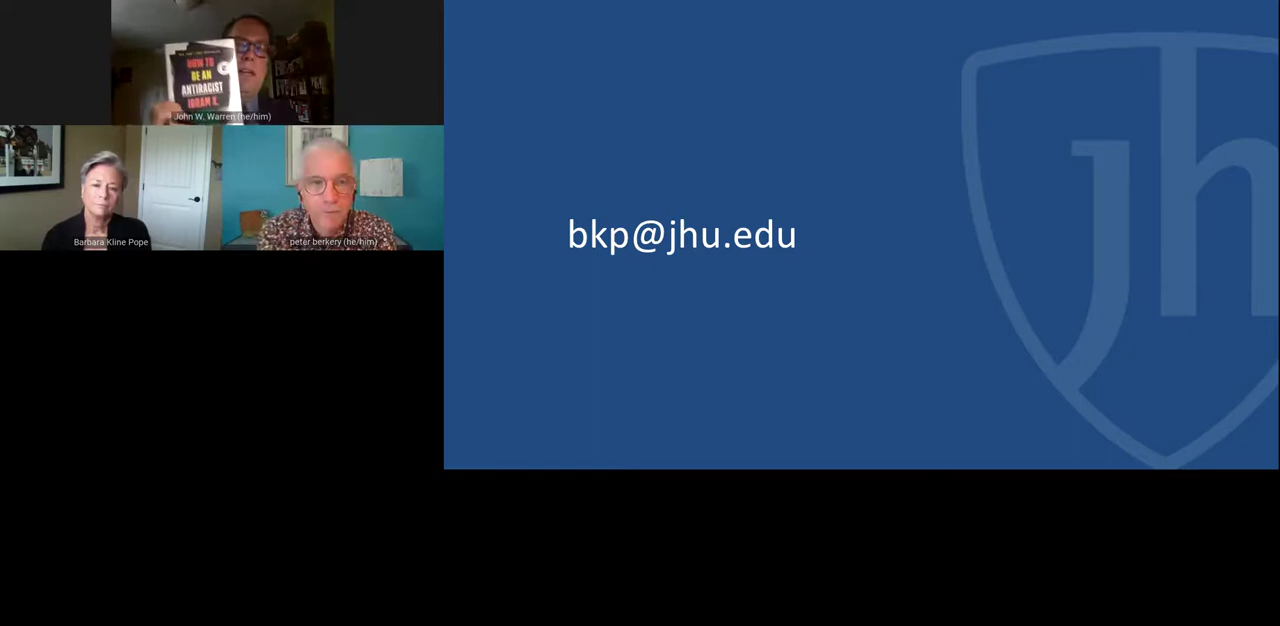 HOW TO
BE AN
ANTIRACIST
IBRAM X.
John W. Warren (he/him)
Barbara Kline Pope
peter berkery (he/him)
bkp@jhu.edu
jh